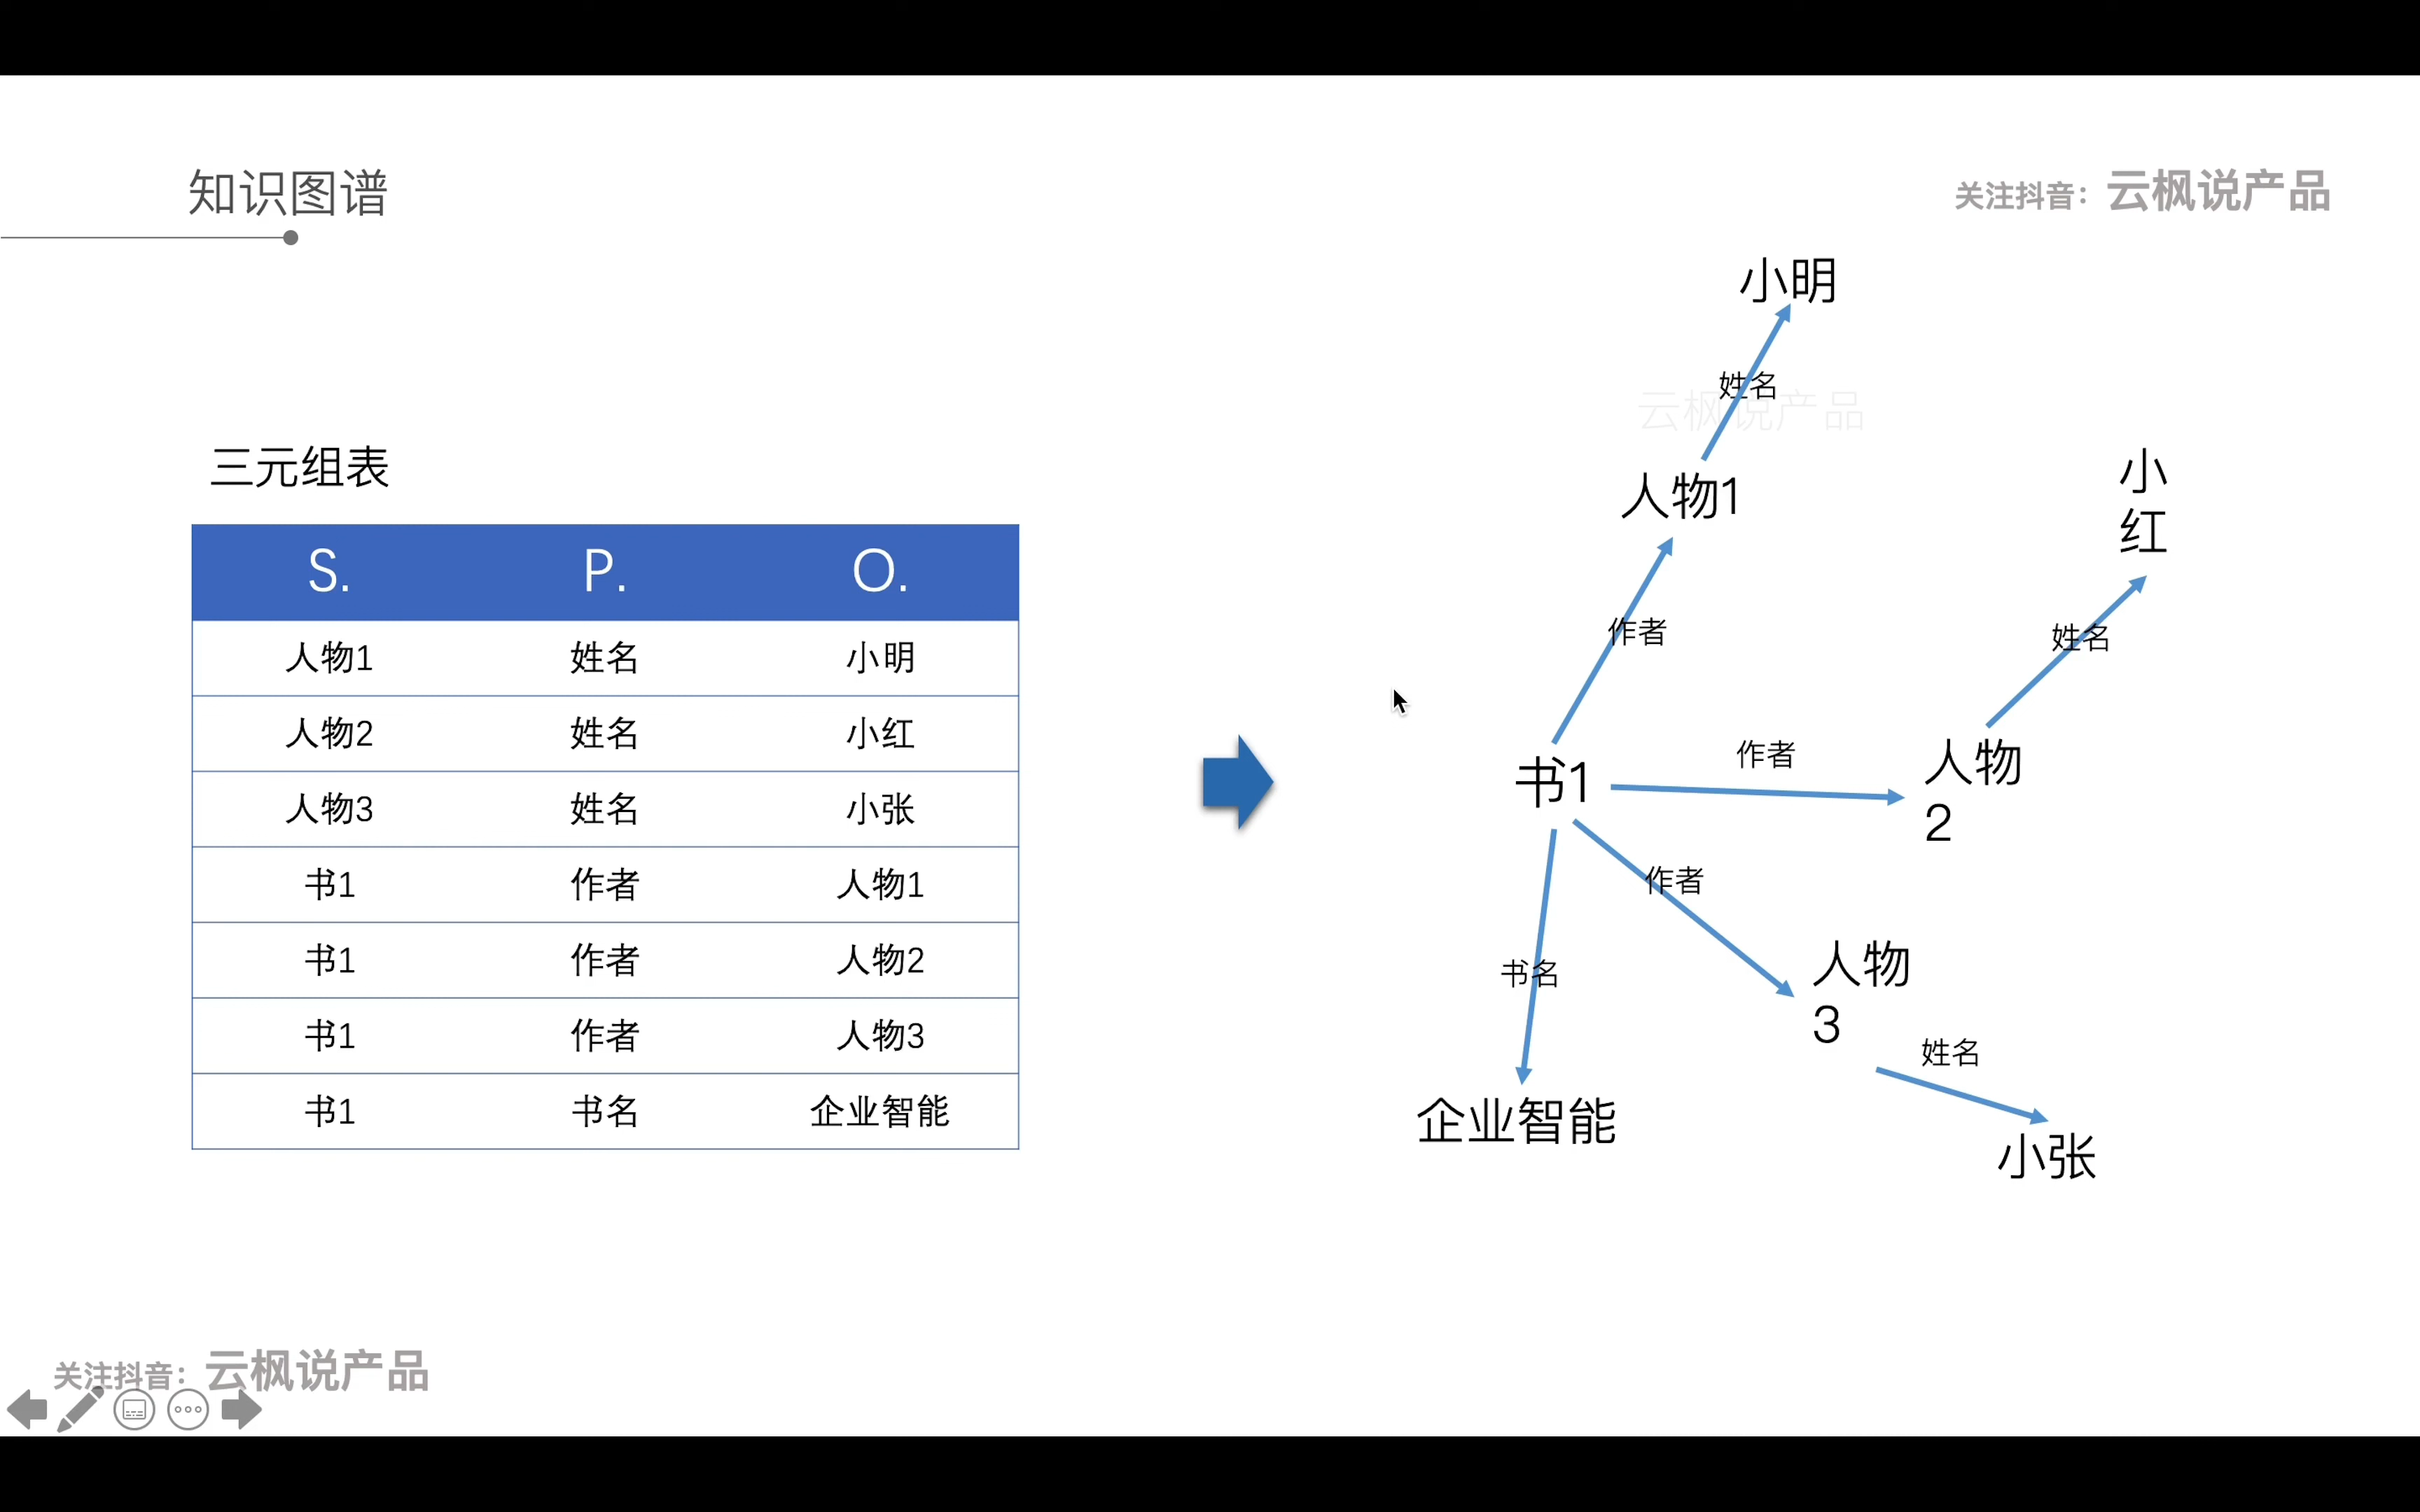 知识图谱
关注抖音：云枫说产品
三元组表
S. P. O.
人物1 姓名 小明
人物2 姓名 小红
人物3 姓名 小张
书1 作者 人物1
书1 作者 人物2
书1 作者 人物3
书1 书名 企业智能
小明
姓名
云枫说产品
人物1
小
红
作者
姓名
书1
作者
人物
2
作者
书名
人物
3
姓名
企业智能
小张
关注抖音：云枫说产品